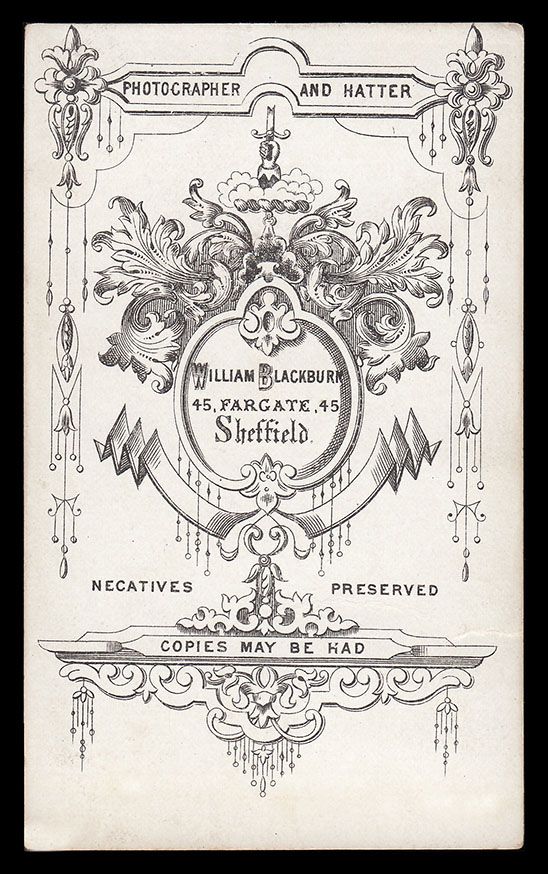 PHOTOGRAPHER AND HATTER
WILLIAM BLACKBURN
45, FARGATE, 45
Sheffield.
NEGATIVES PRESERVED
COPIES MAY BE HAD